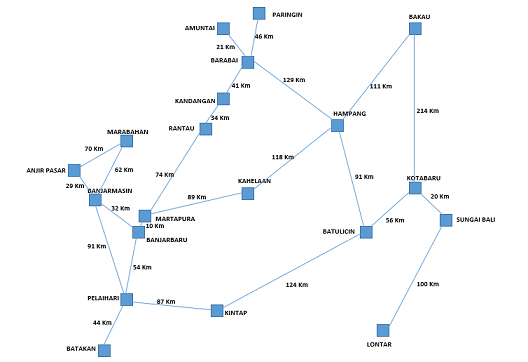 PARINGIN
BAKAU
AMUNTAI
46 Km
21 Km
BARABAI
129 Km
111 Km
41 Km
KANDANGAN
214 Km
34 Km
HAMPANG
RANTAU
MARABAHAN
70 Km
118 Km
ANJIR PASAR
62 Km
74 Km
91 Km
KOTABARU
29 Km
KAHELAAN
BANJARMASIN
89 Km
20 Km
32 Km
MARTAPURA
56 Km
SUNGAI BALI
10 Km
BANJARBARU
BATULICIN
91 Km
54 Km
124 Km
100 Km
PELAIHARI
87 Km
KINTAP
44 Km
LONTAR
BATAKAN